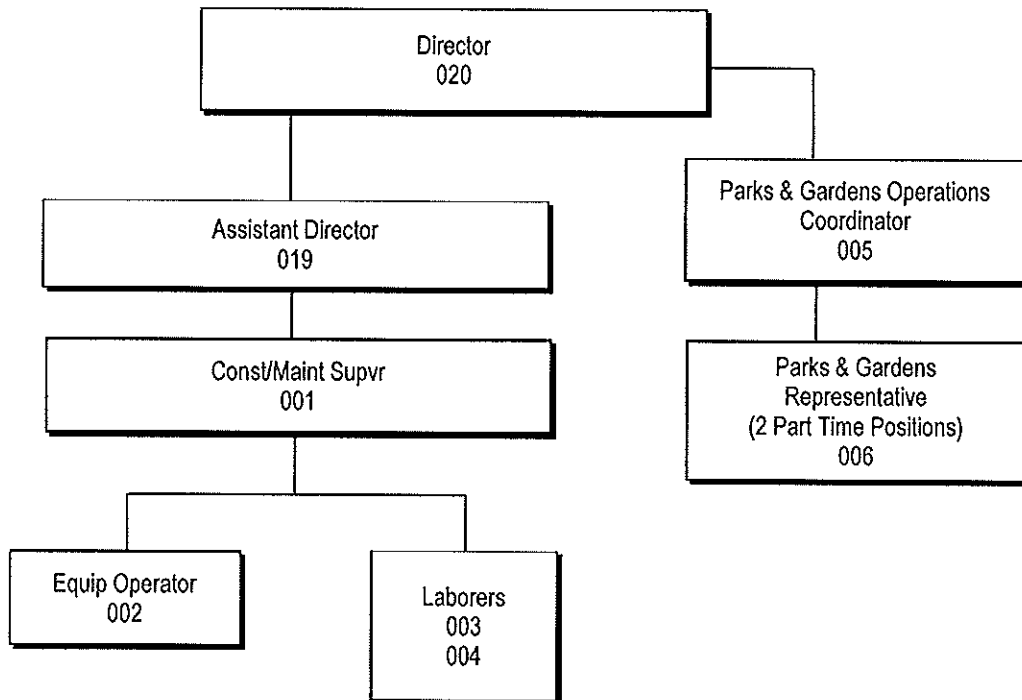 Director
020
Assistant Director
019
Parks & Gardens Operations
Coordinator
005
Const/Maint Supvr
001
Parks & Gardens
Representative
(2 Part Time Positions)
006
Equip Operator
002
Laborers
003
004